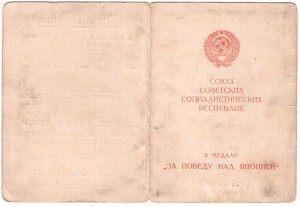 СОЮЗ
СОВЕТСКИХ
СОЦИАЛИСТИЧЕСКИХ
РЕСПУБЛИК
К МЕДАЛИ
„ЗА ПОБЕДУ НАД ЯПОНИЕЙ“